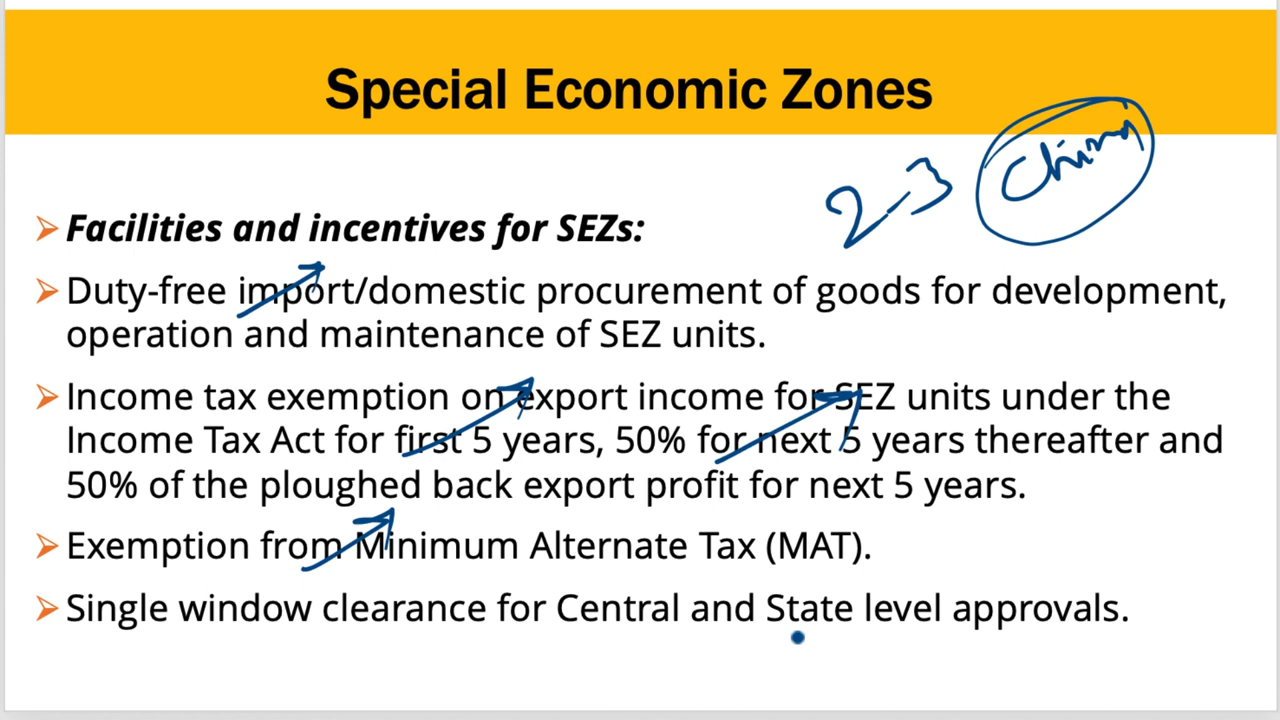 Special Economic Zones
2-3 China
Facilities and incentives for SEZs:
Duty-free import/domestic procurement of goods for development,
operation and maintenance of SEZ units.
Income tax exemption on export income for SEZ units under the
Income Tax Act for first 5 years, 50% for next 5 years thereafter and
50% of the ploughed back export profit for next 5 years.
Exemption from Minimum Alternate Tax (MAT).
Single window clearance for Central and State level approvals.